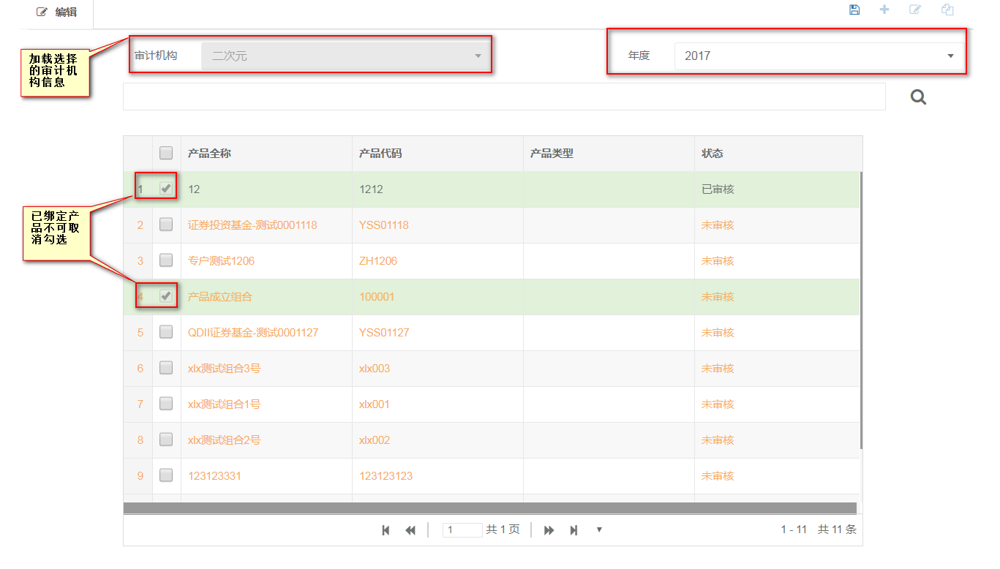 编辑
加载选择
的审计机
构信息
审计机构 二次元 年度 2017
产品全称 产品代码 产品类型 状态
1 12 1212 已审核
2 证券投资基金-测试0001118 YSS01118 未审核
已绑定产
品不可取
消勾选
3 专户测试1206 ZH1206 未审核
4 产品成立组合 100001 未审核
5 QDII证券基金-测试0001127 YSS01127 未审核
6 xlx测试组合3号 xlx003 未审核
7 xlx测试组合1号 xlx001 未审核
8 xlx测试组合2号 xlx002 未审核
9 123123331 123123123 未审核
1 共 1 页 1 - 11 共 11 条